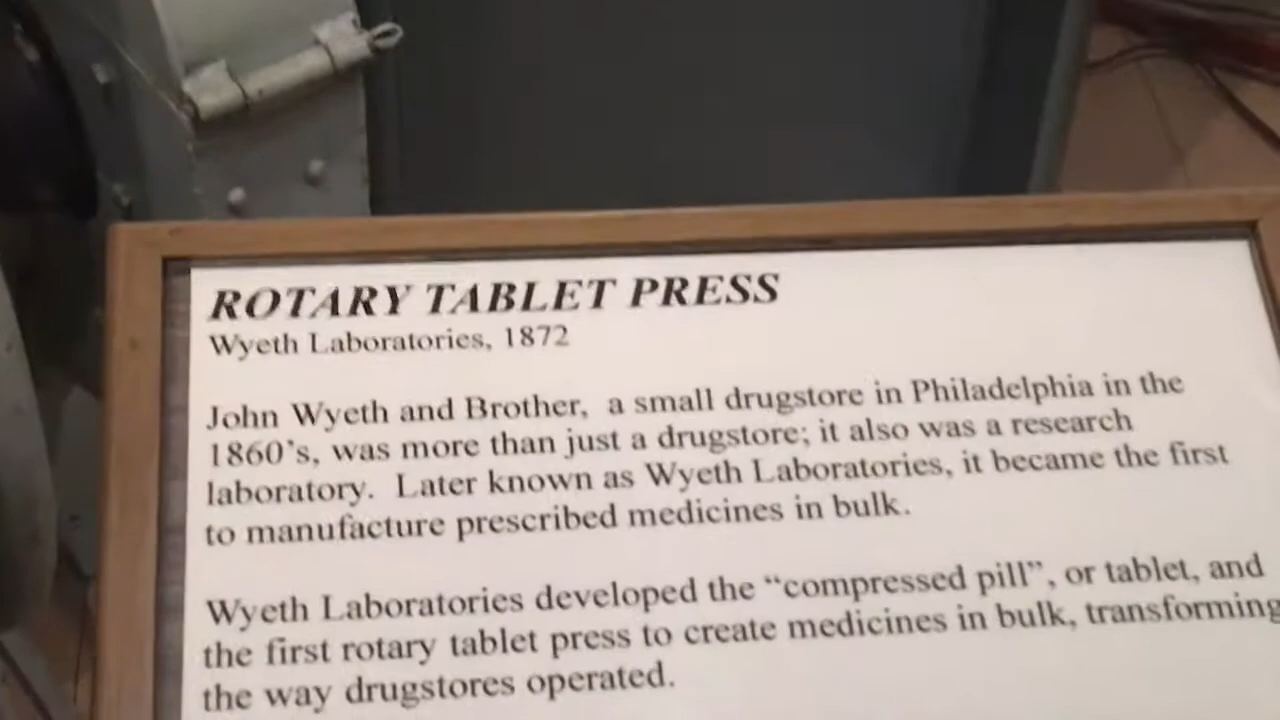 ROTARY TABLET PRESS
Wyeth Laboratories, 1872
John Wyeth and Brother, a small drugstore in Philadelphia in the
1860's, was more than just a drugstore; it also was a research
laboratory. Later known as Wyeth Laboratories, it became the first
to manufacture prescribed medicines in bulk.
Wyeth Laboratories developed the “compressed pill”, or tablet, and
the first rotary tablet press to create medicines in bulk, transforming
the way drugstores operated.